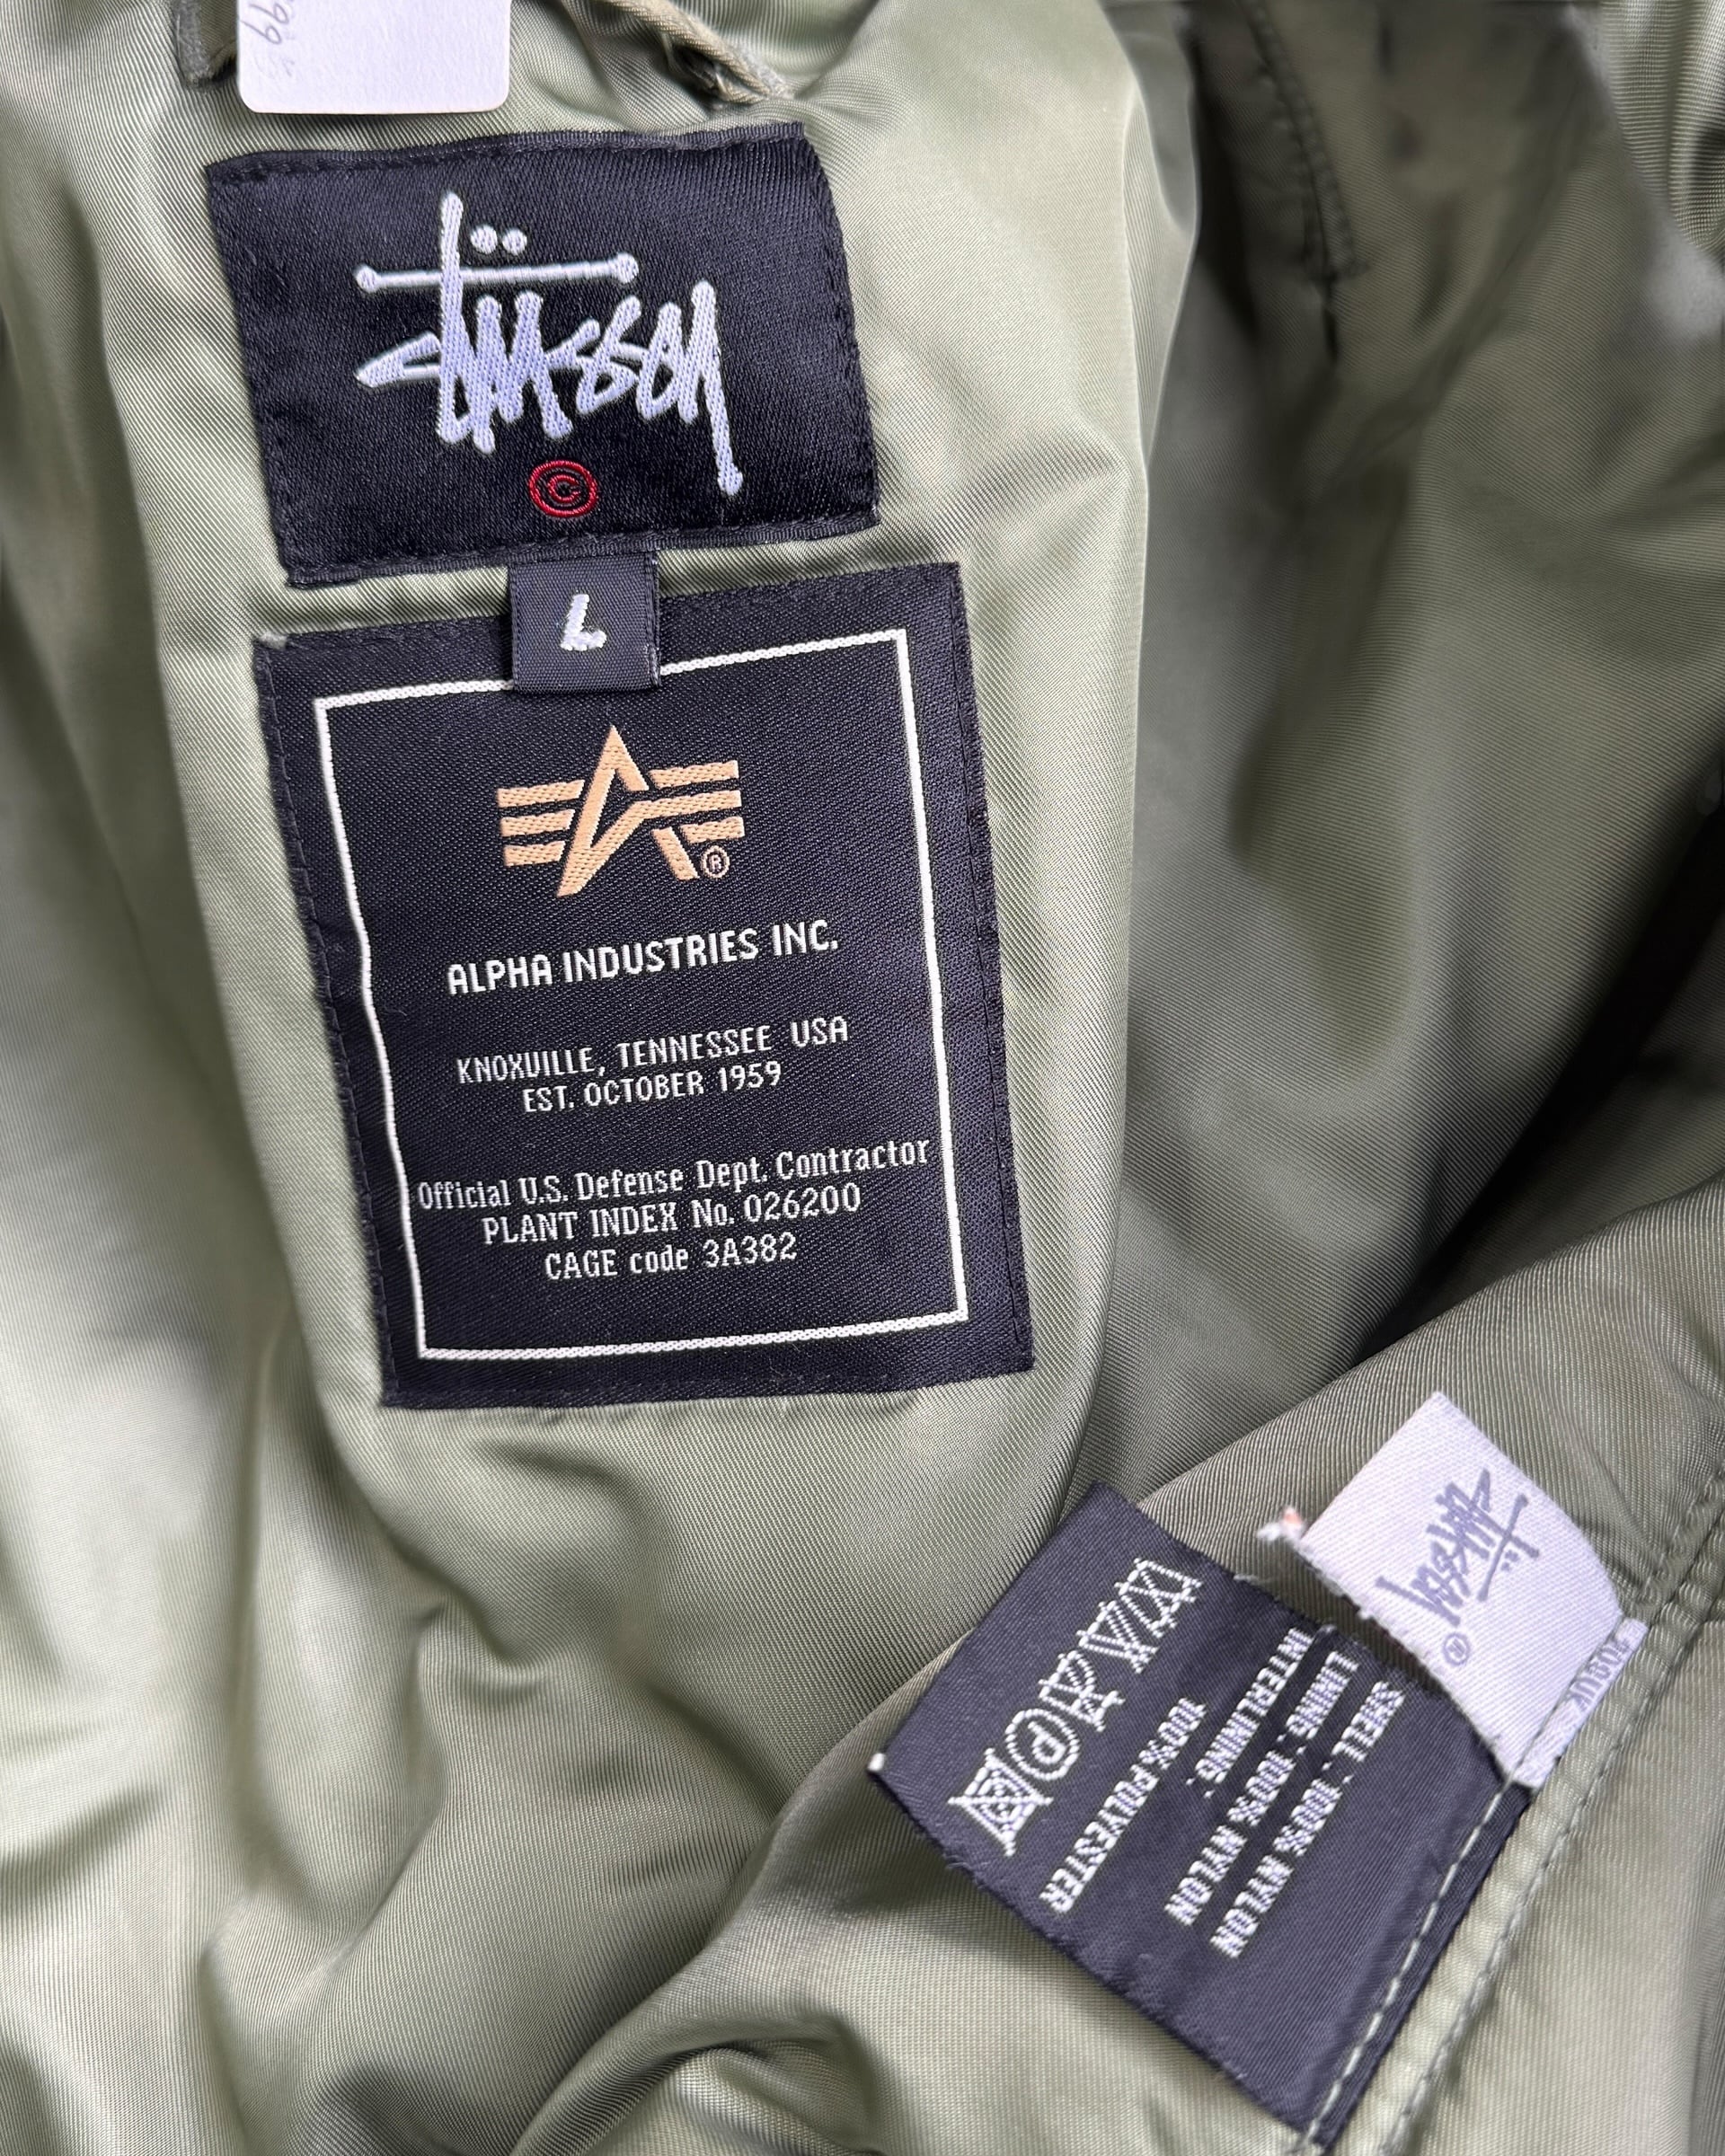 Stüssy
©
L
®
ALPHA INDUSTRIES INC.
KNOXVILLE, TENNESSEE USA
EST. OCTOBER 1959
Official U.S. Defense Dept. Contractor
PLANT INDEX No. 026200
CAGE code 3A382
Stüssy
®
SHELL: 100% NYLON
LINING: 100% NYLON
INTERLINING:
100% POLYESTER
P